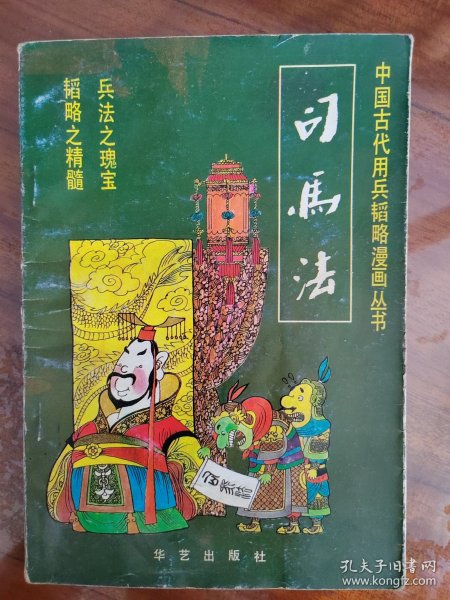 中国古代用兵韬略漫画丛书
司馬法
兵法之瑰宝
韬略之精髓
华艺出版社
孔夫子旧书网
www.kongfz.com